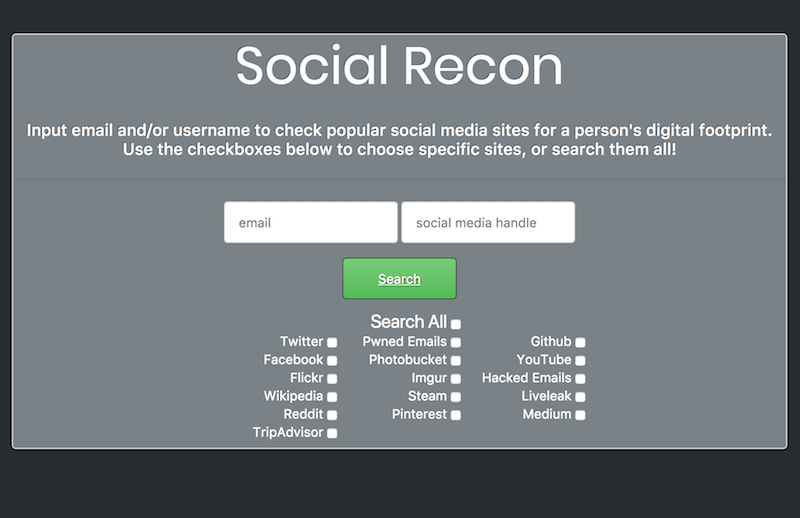 Social Recon
Input email and/or username to check popular social media sites for a person's digital footprint.
Use the checkboxes below to choose specific sites, or search them all!
email
social media handle
Search
Search All
Twitter
Pwned Emails
Github
Facebook
Photobucket
YouTube
Flickr
Imgur
Hacked Emails
Wikipedia
Steam
Liveleak
Reddit
Pinterest
Medium
TripAdvisor